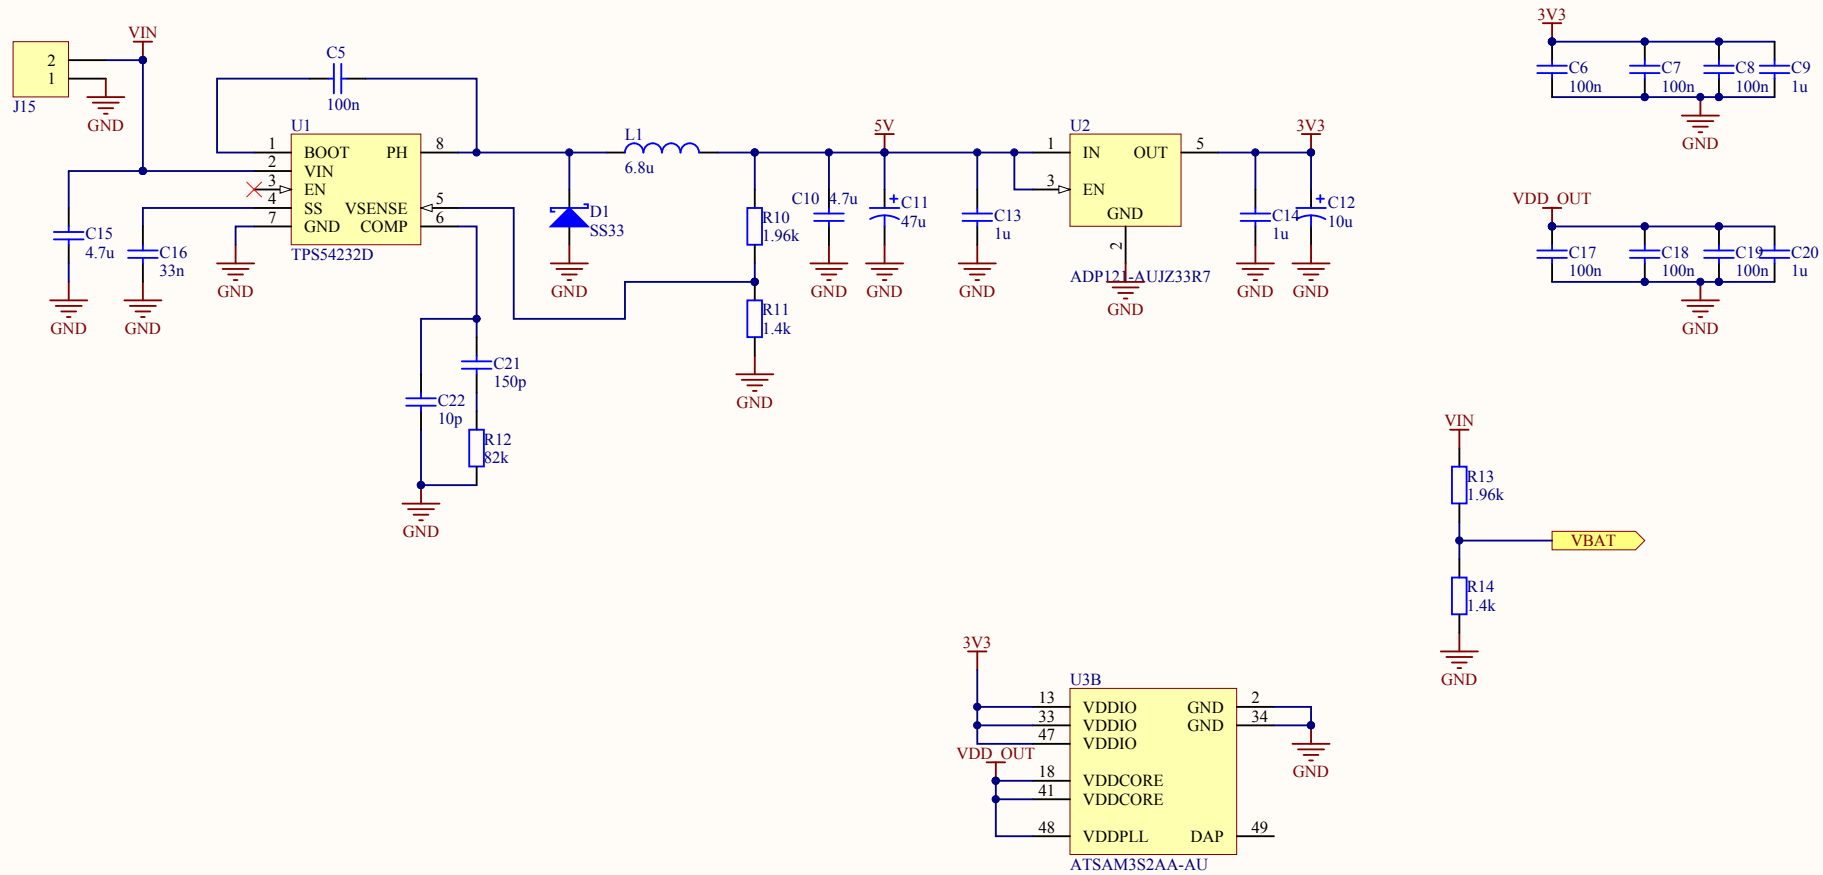 VIN
2
1
J15
GND
C5
100n
U1
1
BOOT
PH
8
2
VIN
3
EN
4
SS
VSENSE
5
7
GND
COMP
6
TPS54232D
C15
4.7u
GND
C16
33n
GND
GND
L1
6.8u
D1
SS33
GND
R10
1.96k
R11
1.4k
GND
C21
150p
C22
10p
R12
82k
GND
5V
C10 4.7u
GND
+
C11
47u
GND
C13
1u
GND
U2
1
IN
OUT
5
3
EN
GND
2
ADP121-AUJZ33R7
GND
3V3
C14
1u
GND
+
C12
10u
GND
3V3
C6
100n
C7
100n
C8
100n
C9
1u
GND
VDD_OUT
C17
100n
C18
100n
C19
100n
C20
1u
GND
VIN
R13
1.96k
VBAT
R14
1.4k
GND
3V3
U3B
13
VDDIO
GND
2
33
VDDIO
GND
34
47
VDDIO
VDD_OUT
GND
18
VDDCORE
41
VDDCORE
48
VDDPLL
DAP
49
ATSAM3S2AA-AU